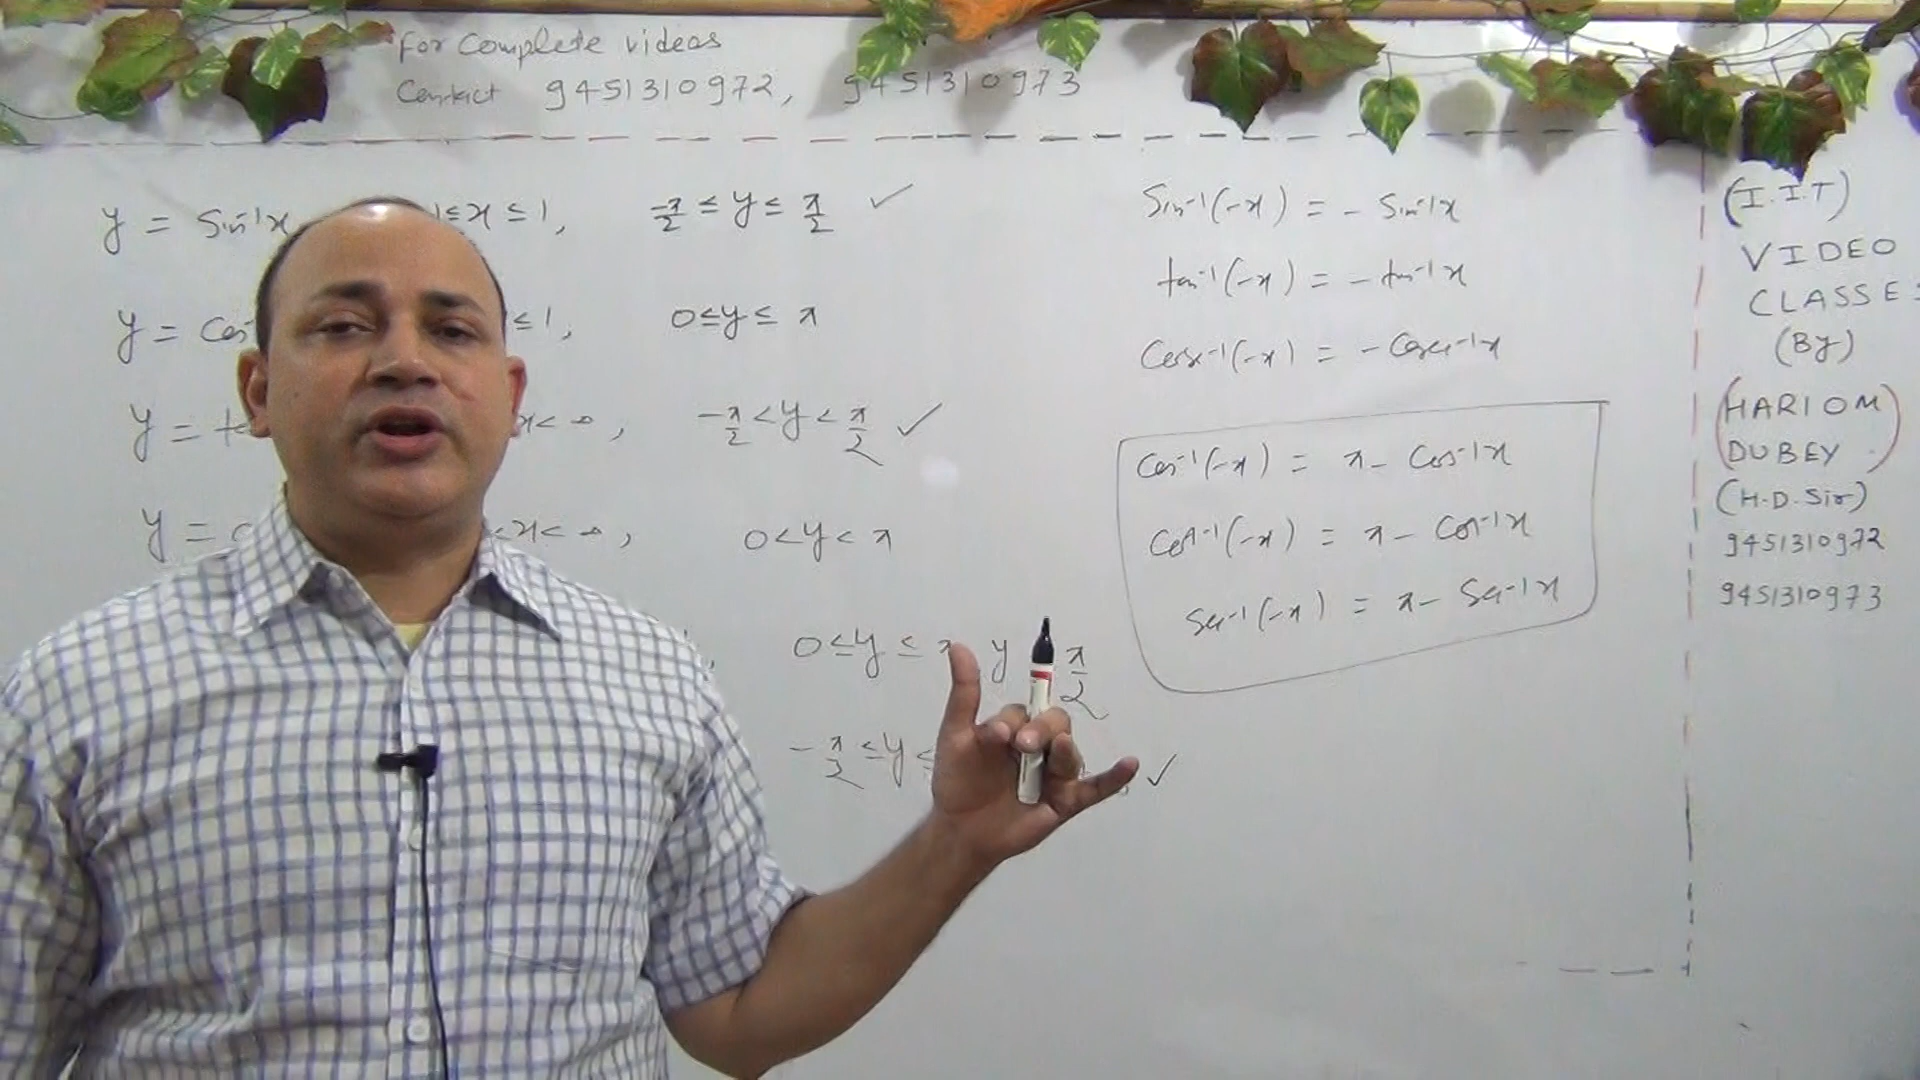 For Complete videos
Contact 9451310972, 9451310973
y = Sin⁻¹x ≤x ≤ 1, -π/2 ≤ y ≤ π/2 ✓
y = Cos ≤1, 0≤y≤ π
y = x<∞, -π/2 <y< π/2 ✓
y = <x<∞, 0<y<π
0≤y ≤ π y π/2
-π/2 ≤y≤ ✓
Sin⁻¹(-x) = - Sin⁻¹x
tan⁻¹(-x) = - tan⁻¹x
Cosec⁻¹(-x) = -Cosec⁻¹x
Cos⁻¹(-x) = π- Cos⁻¹x
Cot⁻¹(-x) = π- Cot⁻¹x
Sec⁻¹(-x) = π- Sec⁻¹x
(I.I.T)
VIDEO
CLASSES
(By)
(HARIOM
DUBEY)
(H.D.Sir)
9451310972
9451310973